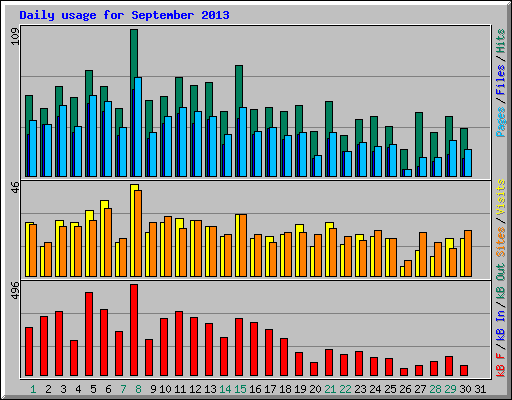 Daily usage for September 2013
109
Pages / Files / Hits
46
Sites / Visits
496
kB F / kB In / kB Out
1 2 3 4 5 6 7 8 9 10 11 12 13 14 15 16 17 18 19 20 21 22 23 24 25 26 27 28 29 30 31